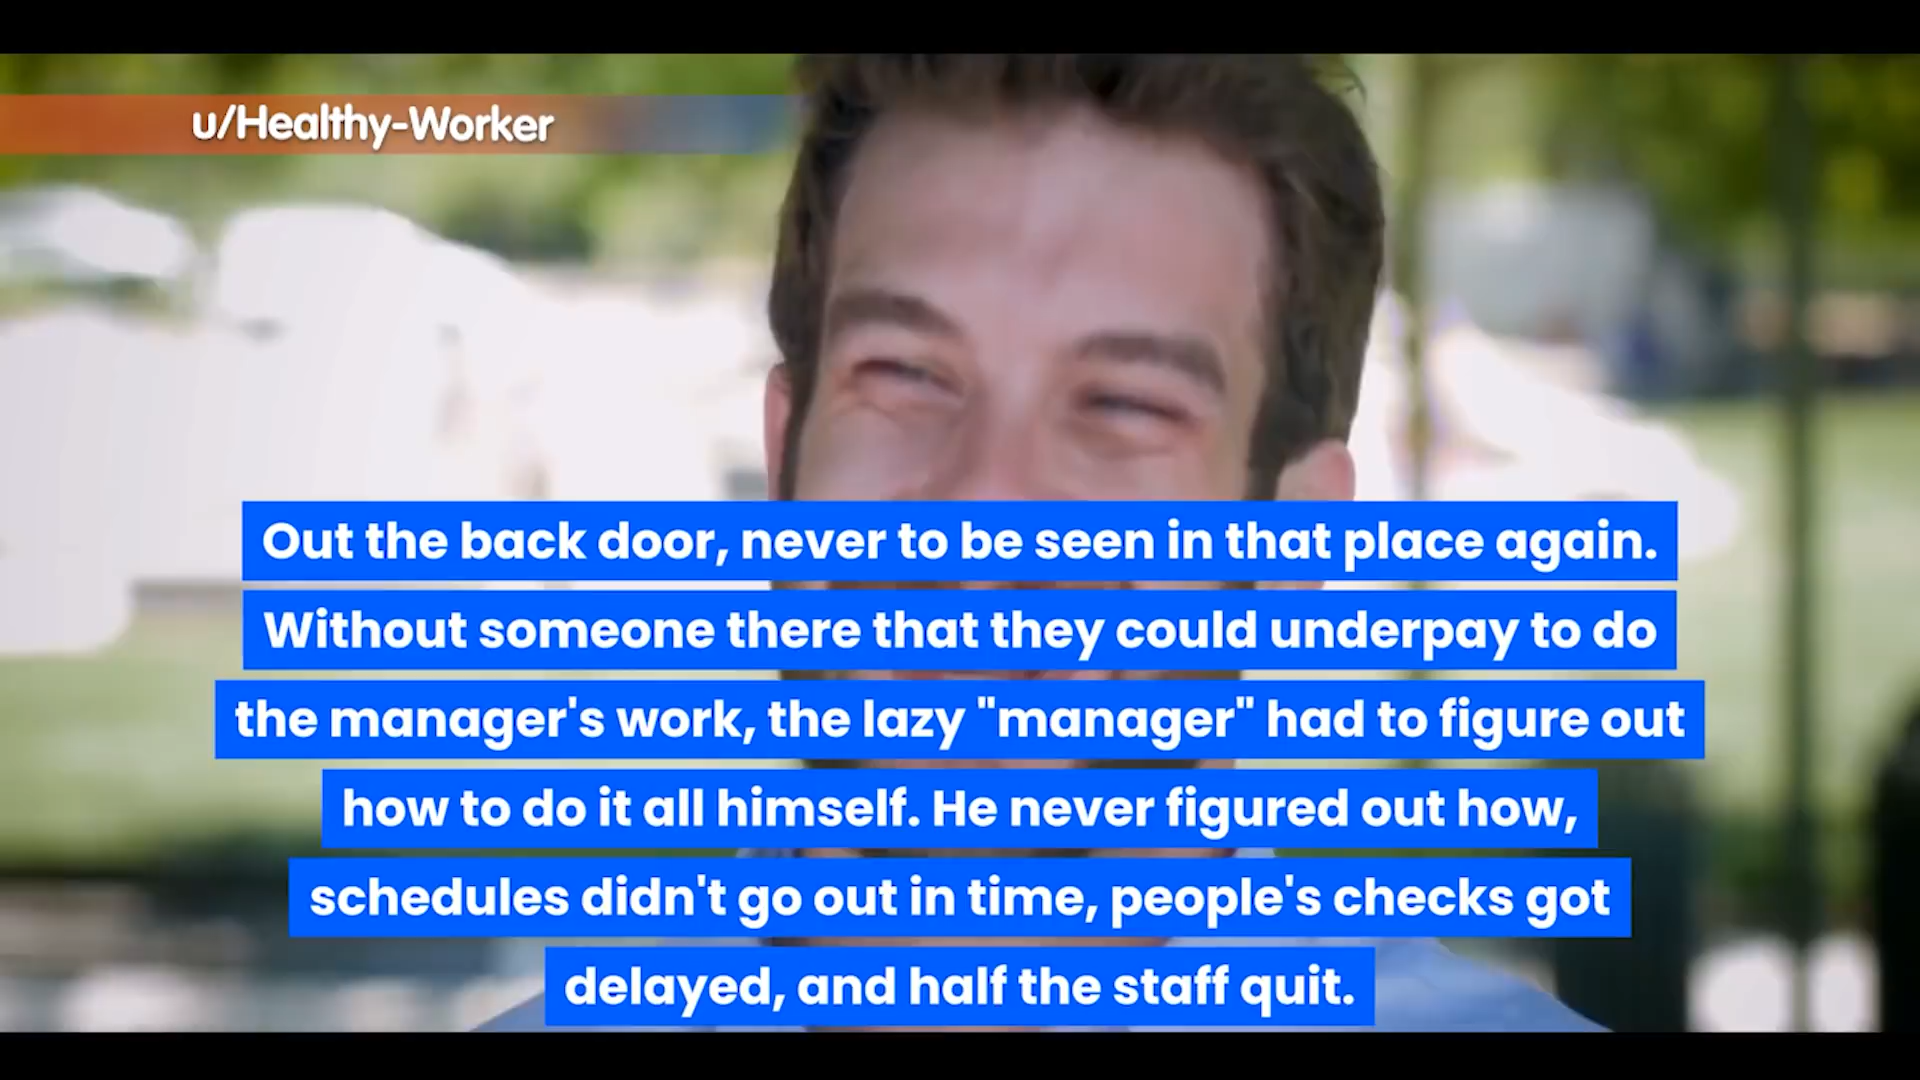 u/Healthy-Worker
Out the back door, never to be seen in that place again.
Without someone there that they could underpay to do
the manager's work, the lazy "manager" had to figure out
how to do it all himself. He never figured out how,
schedules didn't go out in time, people's checks got
delayed, and half the staff quit.